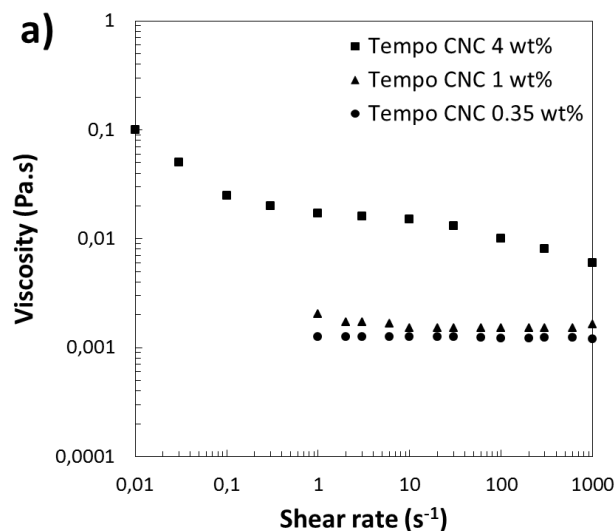 a)
Tempo CNC 4 wt%
Tempo CNC 1 wt%
Tempo CNC 0.35 wt%
Viscosity (Pa.s)
1
0,1
0,01
0,001
0,0001
0,01 0,1 1 10 100 1000
Shear rate (s⁻¹)